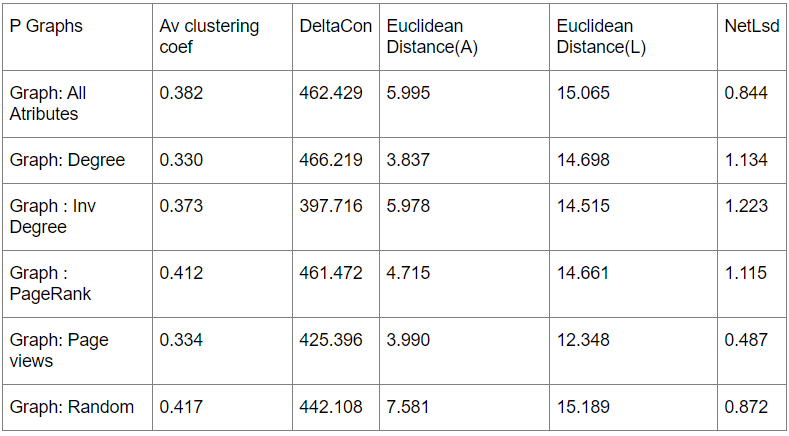 P Graphs
Av clustering
coef
DeltaCon
Euclidean
Distance(A)
Euclidean
Distance(L)
NetLsd
Graph: All
Atributes
0.382
462.429
5.995
15.065
0.844
Graph: Degree
0.330
466.219
3.837
14.698
1.134
Graph : Inv
Degree
0.373
397.716
5.978
14.515
1.223
Graph :
PageRank
0.412
461.472
4.715
14.661
1.115
Graph: Page
views
0.334
425.396
3.990
12.348
0.487
Graph: Random
0.417
442.108
7.581
15.189
0.872